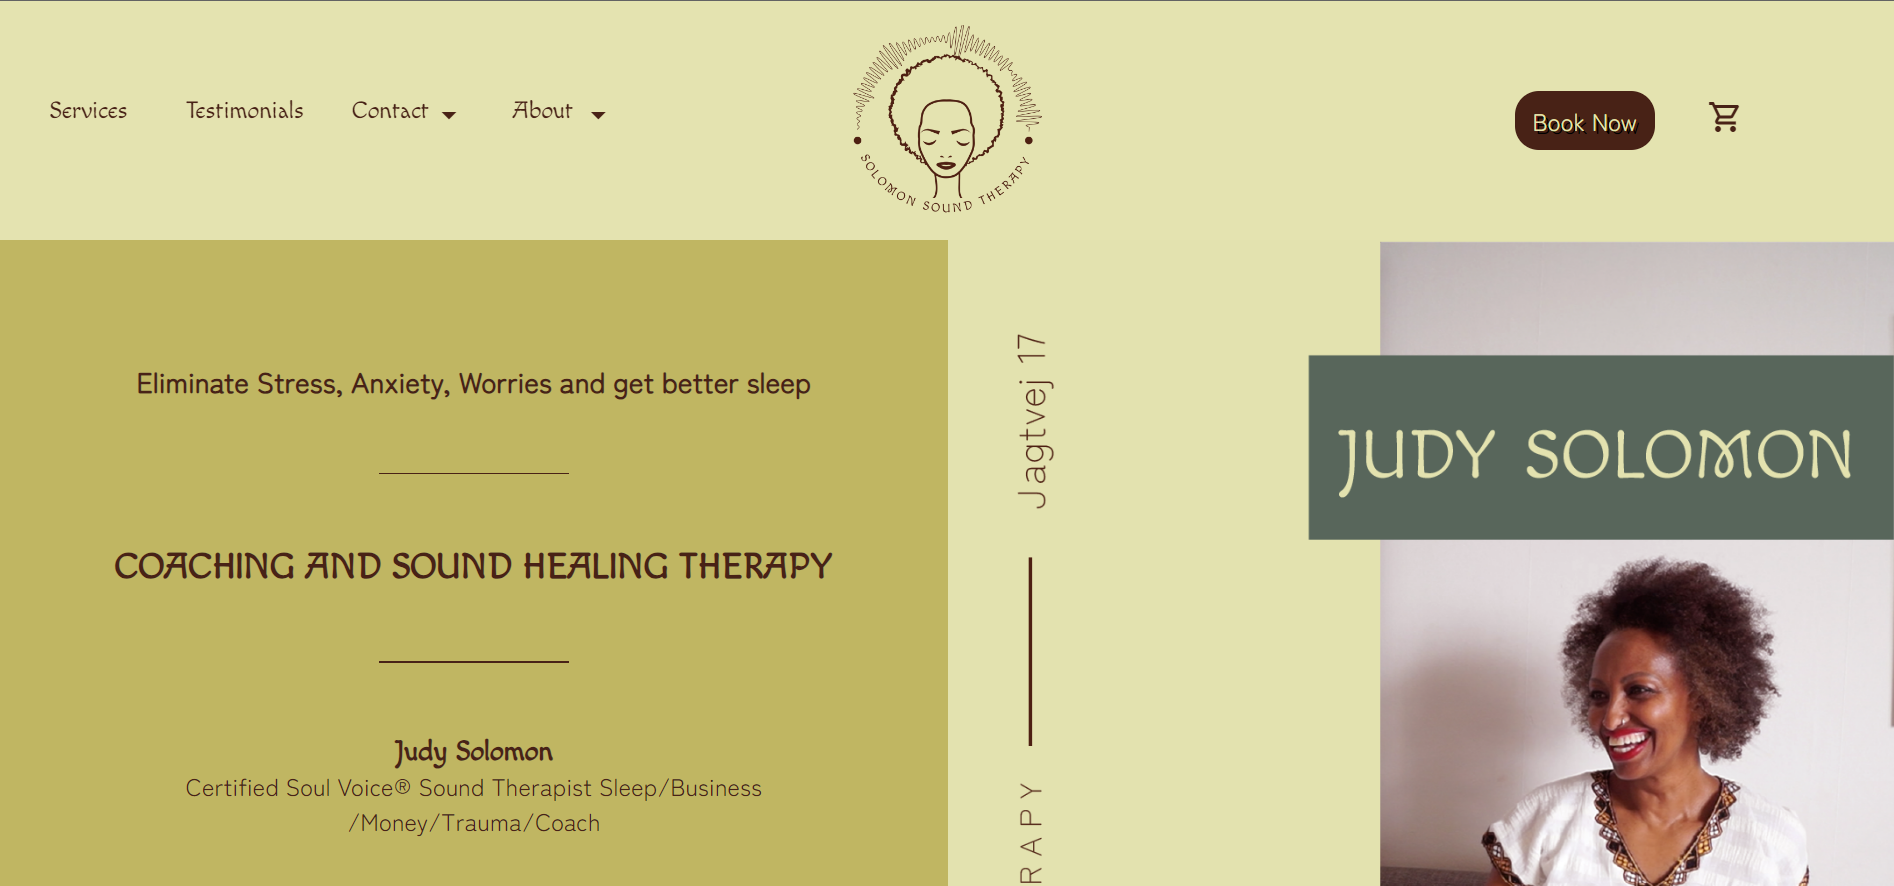 Services
Testimonials
Contact
About
SOLOMON SOUND THERAPY
Book Now
Eliminate Stress, Anxiety, Worries and get better sleep
COACHING AND SOUND HEALING THERAPY
Judy Solomon
Certified Soul Voice® Sound Therapist Sleep/Business
/Money/Trauma/Coach
Jagtvej 17
RAPY
JUDY SOLOMON